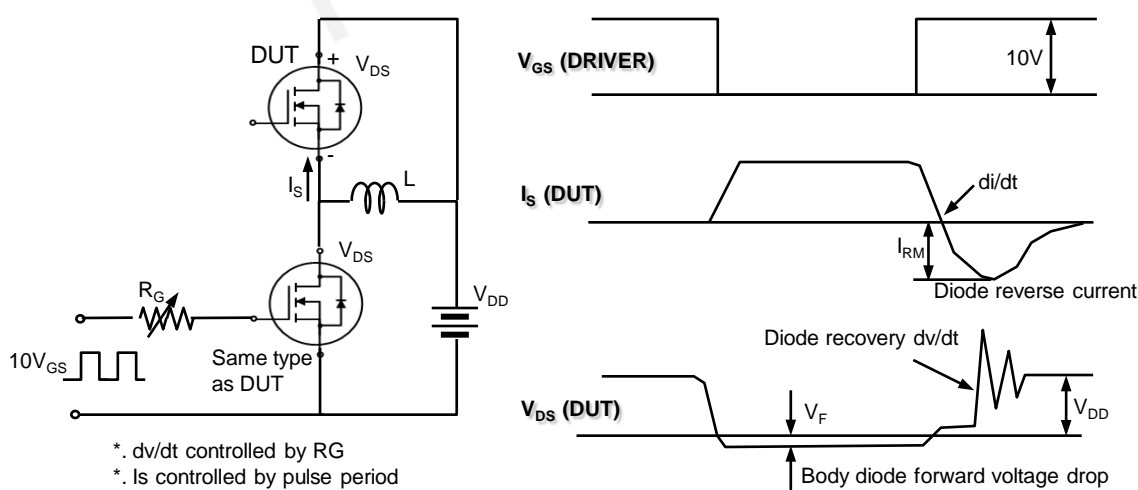 DUT
+
V_DS
-
I_S
L
V_DS
R_G
V_DD
10V_GS
Same type
as DUT
*. dv/dt controlled by RG
*. Is controlled by pulse period
V_GS (DRIVER)
10V
I_S (DUT)
di/dt
I_RM
Diode reverse current
Diode recovery dv/dt
V_DS (DUT)
V_F
V_DD
Body diode forward voltage drop